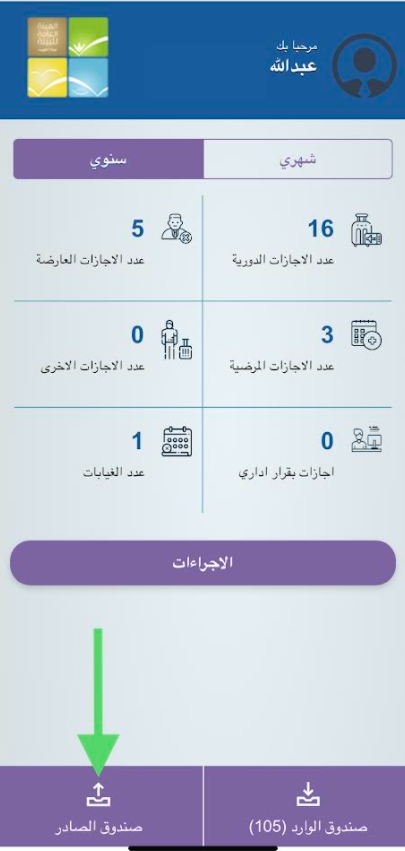 الهيئة
العامة
للبيئة
مرحبا بك
عبدالله
شهري
سنوي
16
عدد الاجازات الدورية
5
عدد الاجازات العارضة
3
عدد الاجازات المرضية
0
عدد الاجازات الاخرى
0
اجازات بقرار اداري
1
عدد الغيابات
الاجراءات
صندوق الوارد (105)
صندوق الصادر